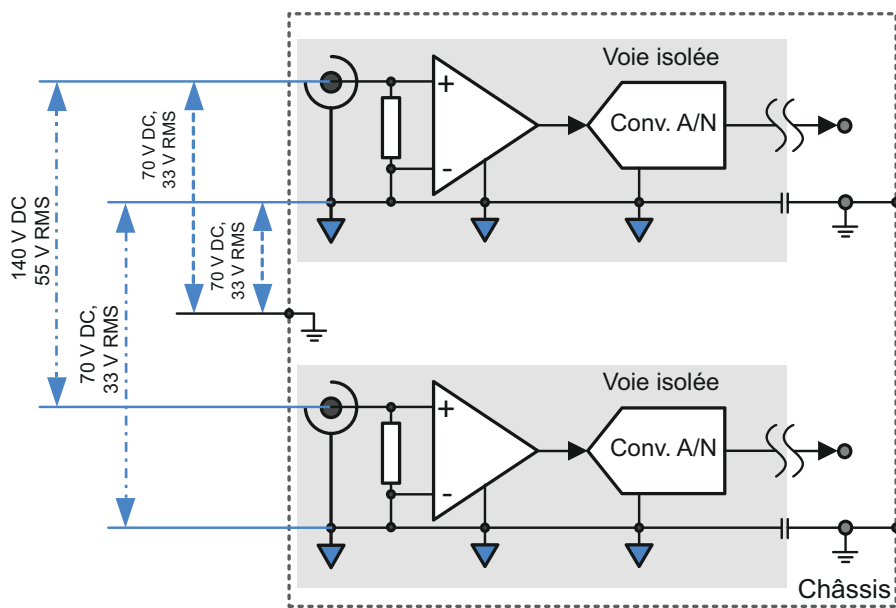 Voie isolée
+
-
Conv. A/N
70 V DC,
33 V RMS
70 V DC,
33 V RMS
140 V DC
55 V RMS
70 V DC,
33 V RMS
Voie isolée
+
-
Conv. A/N
Châssis